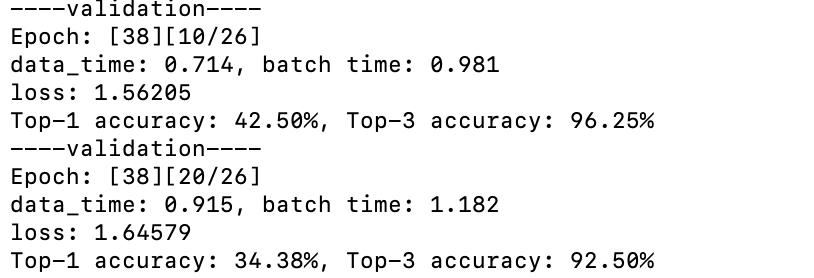 ----validation----
Epoch: [38][10/26]
data_time: 0.714, batch time: 0.981
loss: 1.56205
Top-1 accuracy: 42.50%, Top-3 accuracy: 96.25%
----validation----
Epoch: [38][20/26]
data_time: 0.915, batch time: 1.182
loss: 1.64579
Top-1 accuracy: 34.38%, Top-3 accuracy: 92.50%